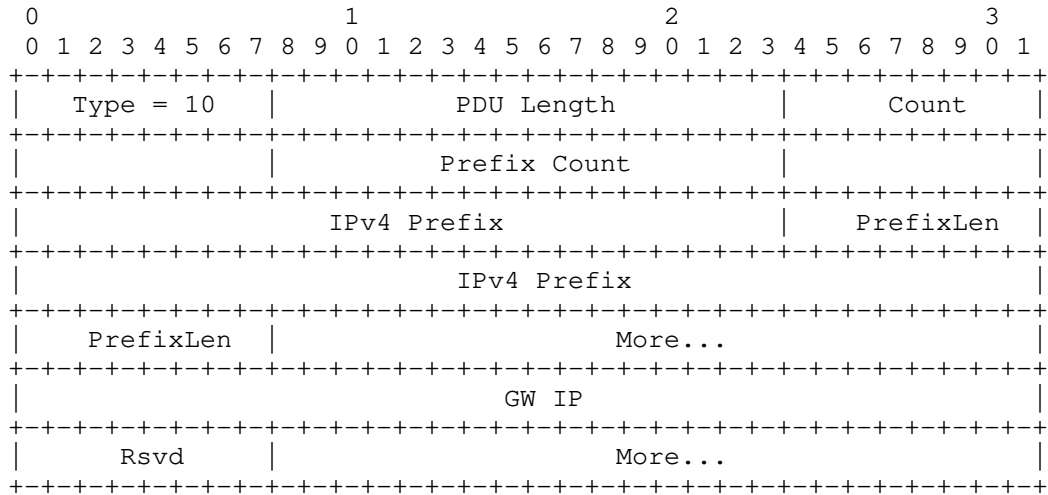 0 1 2 3
0 1 2 3 4 5 6 7 8 9 0 1 2 3 4 5 6 7 8 9 0 1 2 3 4 5 6 7 8 9 0 1
+-+-+-+-+-+-+-+-+-+-+-+-+-+-+-+-+-+-+-+-+-+-+-+-+-+-+-+-+-+-+-+-+
| Type = 10 | PDU Length | Count |
+-+-+-+-+-+-+-+-+-+-+-+-+-+-+-+-+-+-+-+-+-+-+-+-+-+-+-+-+-+-+-+-+
| | Prefix Count | |
+-+-+-+-+-+-+-+-+-+-+-+-+-+-+-+-+-+-+-+-+-+-+-+-+-+-+-+-+-+-+-+-+
| IPv4 Prefix | PrefixLen |
+-+-+-+-+-+-+-+-+-+-+-+-+-+-+-+-+-+-+-+-+-+-+-+-+-+-+-+-+-+-+-+-+
| IPv4 Prefix |
+-+-+-+-+-+-+-+-+-+-+-+-+-+-+-+-+-+-+-+-+-+-+-+-+-+-+-+-+-+-+-+-+
| PrefixLen | More... |
+-+-+-+-+-+-+-+-+-+-+-+-+-+-+-+-+-+-+-+-+-+-+-+-+-+-+-+-+-+-+-+-+
| GW IP |
+-+-+-+-+-+-+-+-+-+-+-+-+-+-+-+-+-+-+-+-+-+-+-+-+-+-+-+-+-+-+-+-+
| Rsvd | More... |
+-+-+-+-+-+-+-+-+-+-+-+-+-+-+-+-+-+-+-+-+-+-+-+-+-+-+-+-+-+-+-+-+